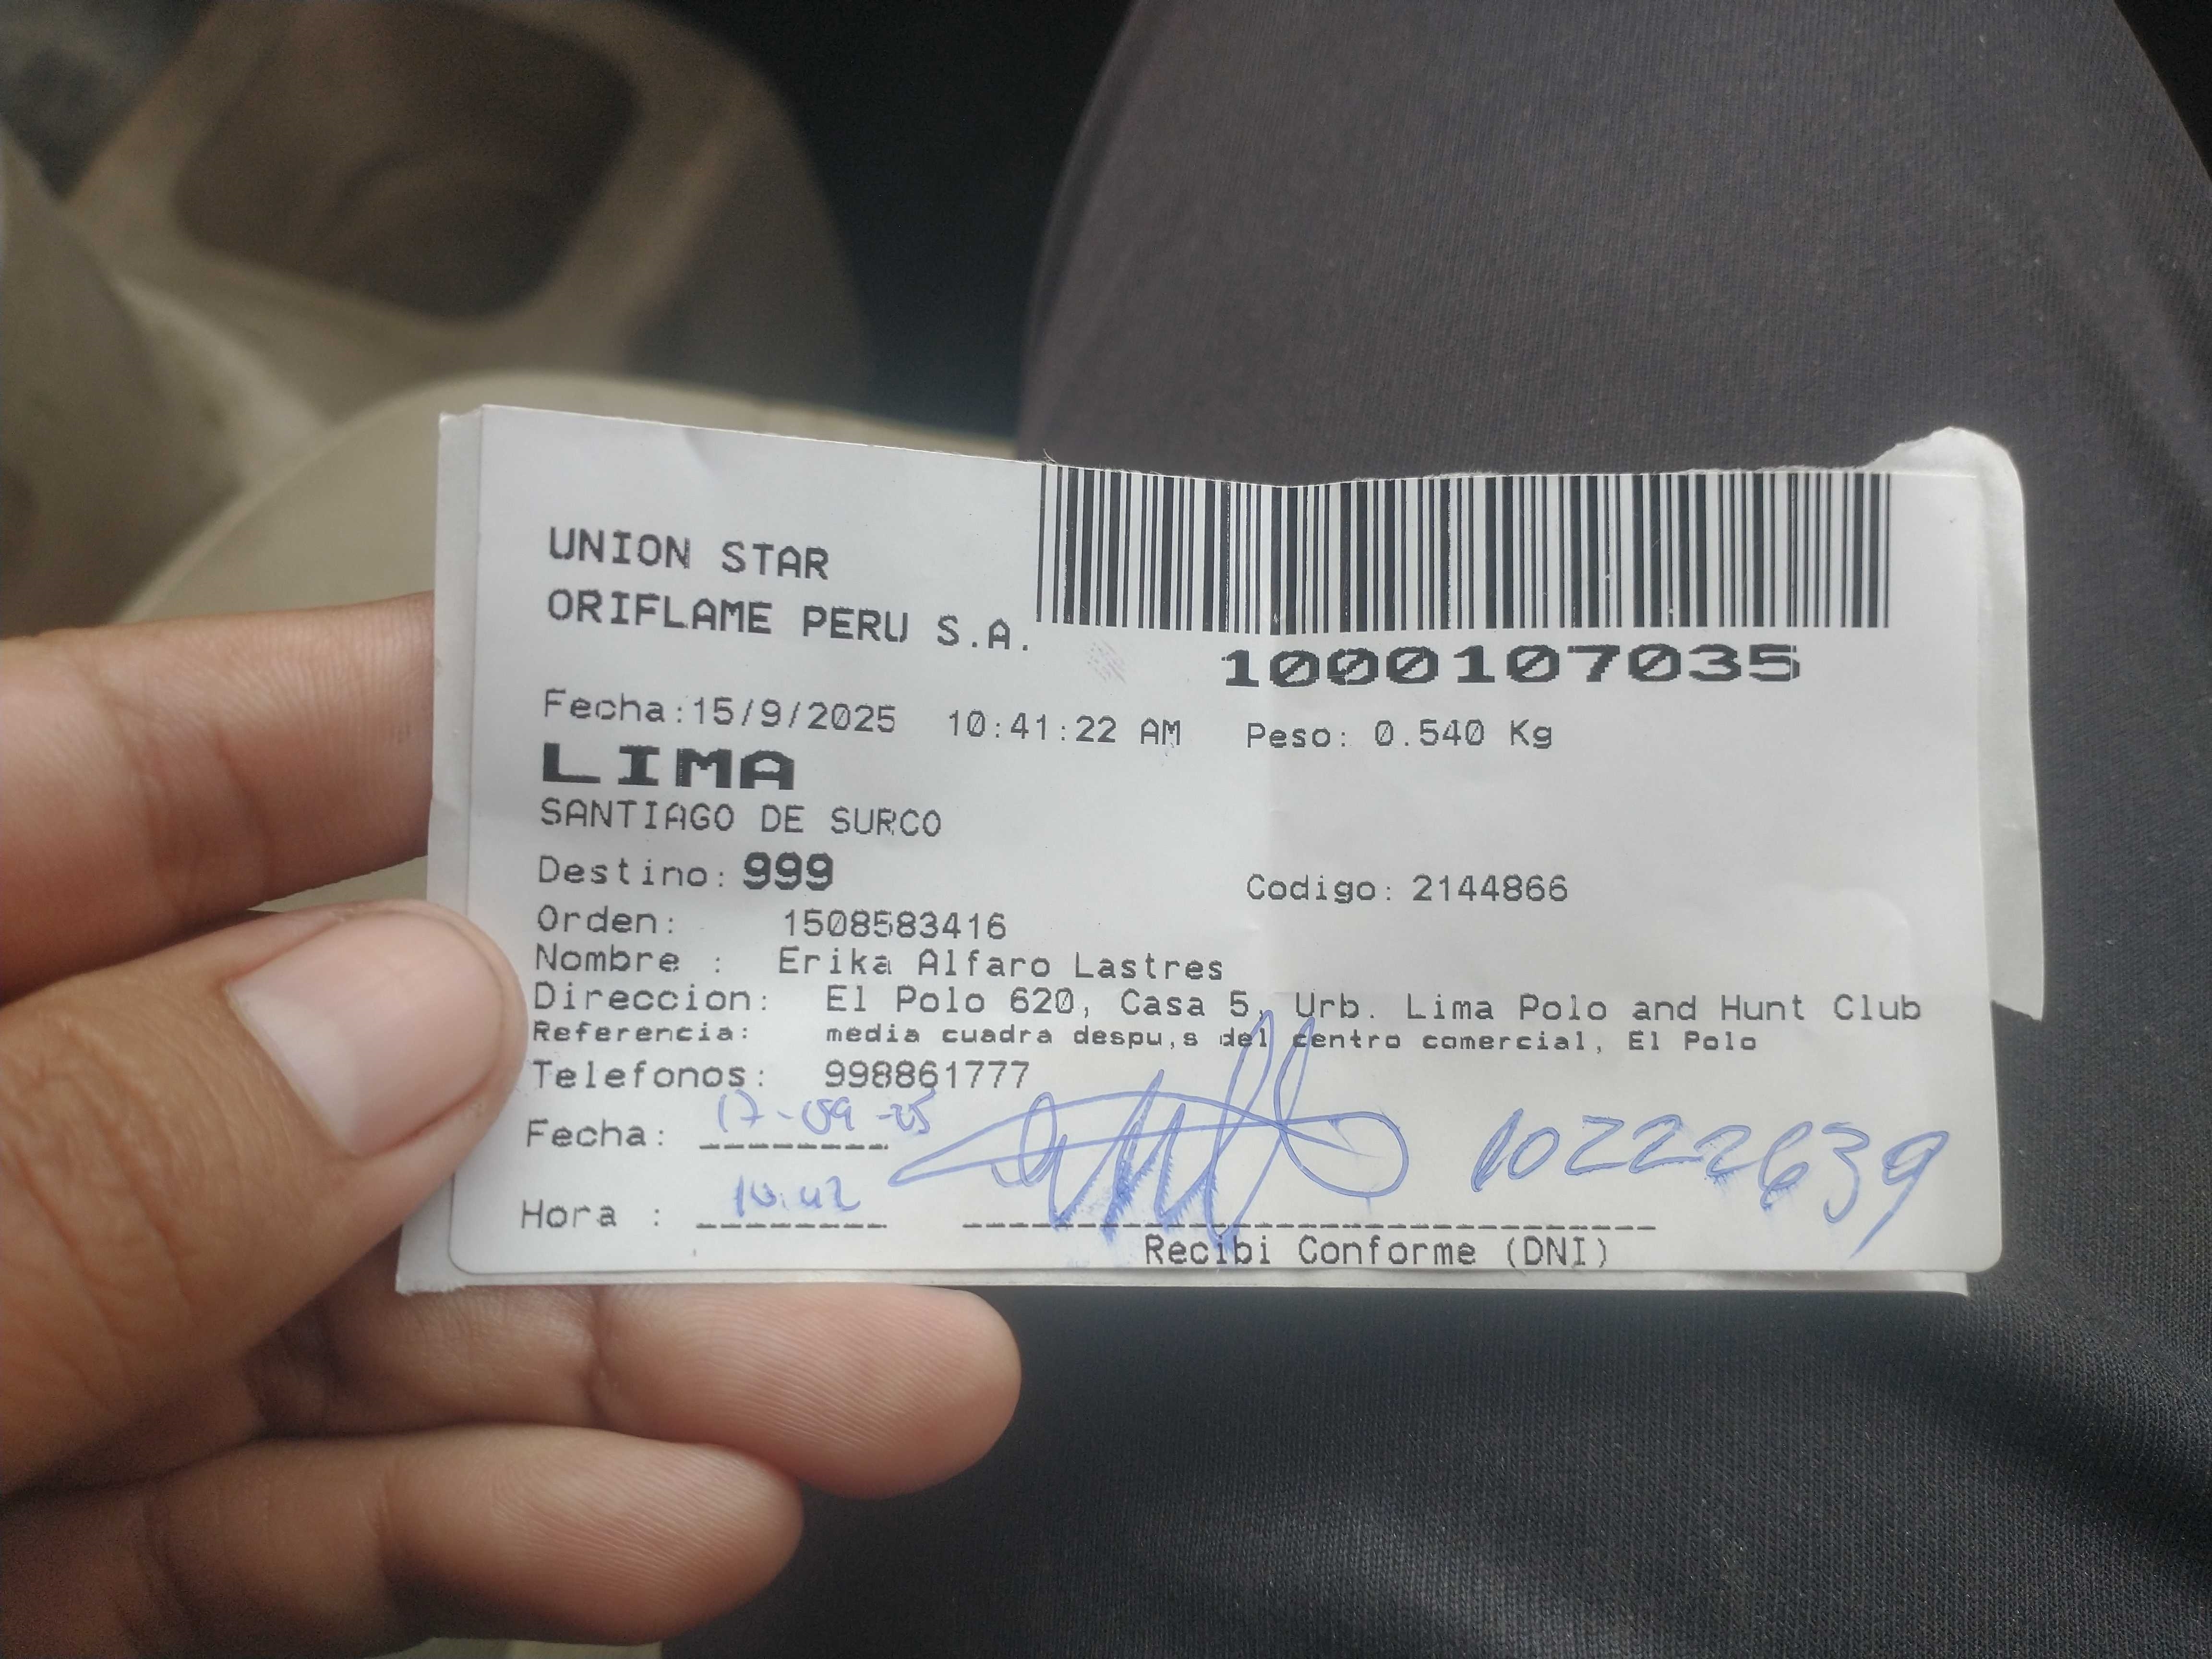 UNION STAR
ORIFLAME PERU S.A.
1000107035
Fecha:15/9/2025 10:41:22 AM Peso: 0.540 Kg
LIMA
SANTIAGO DE SURCO
Destino: 999 Codigo: 2144866
Orden: 1508583416
Nombre : Erika Alfaro Lastres
Direccion: El Polo 620, Casa 5, Urb. Lima Polo and Hunt Club
Referencia: media cuadra despu,s del centro comercial, El Polo
Telefonos: 998861777
Fecha: 17-09-25
10222639
Hora : 10:42
Recibi Conforme (DNI)